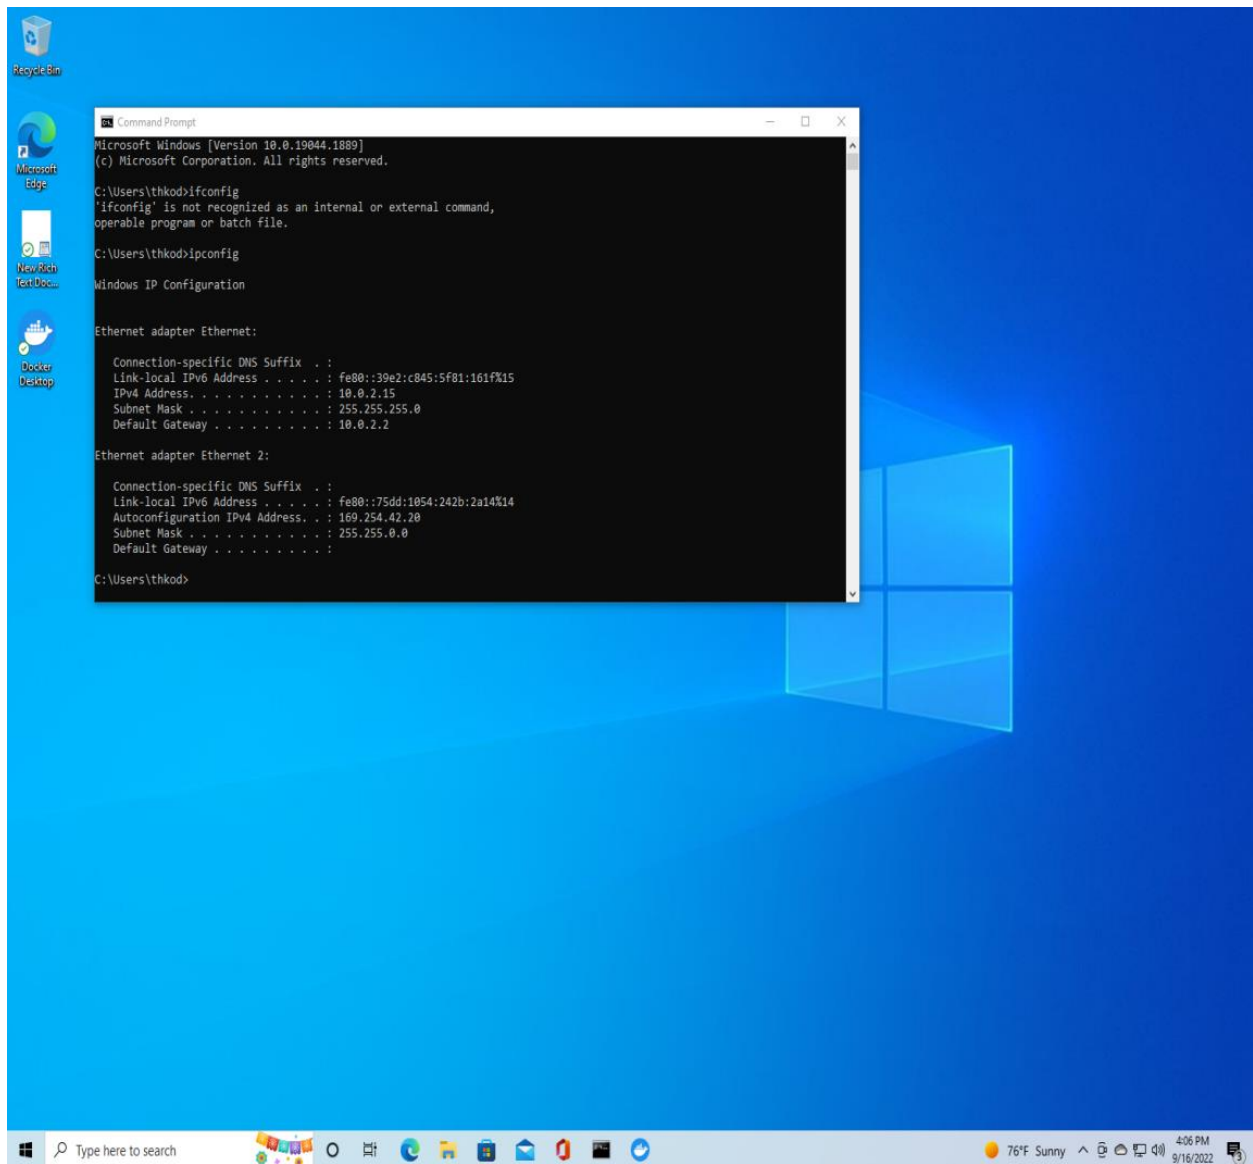 Recycle Bin
Microsoft
Edge
New Rich
Text Doc...
Docker
Desktop
Command Prompt
Microsoft Windows [Version 10.0.19044.1889]
(c) Microsoft Corporation. All rights reserved.
C:\Users\thkod>ifconfig
'ifconfig' is not recognized as an internal or external command,
operable program or batch file.
C:\Users\thkod>ipconfig
Windows IP Configuration
Ethernet adapter Ethernet:
Connection-specific DNS Suffix  . :
Link-local IPv6 Address . . . . . : fe80::39e2:c845:5f81:161f%15
IPv4 Address. . . . . . . . . . . : 10.0.2.15
Subnet Mask . . . . . . . . . . . : 255.255.255.0
Default Gateway . . . . . . . . . : 10.0.2.2
Ethernet adapter Ethernet 2:
Connection-specific DNS Suffix  . :
Link-local IPv6 Address . . . . . : fe80::75dd:1054:242b:2a14%14
Autoconfiguration IPv4 Address. . : 169.254.42.20
Subnet Mask . . . . . . . . . . . : 255.255.0.0
Default Gateway . . . . . . . . . :
C:\Users\thkod>
Type here to search
76°F Sunny
4:06 PM
9/16/2022
3